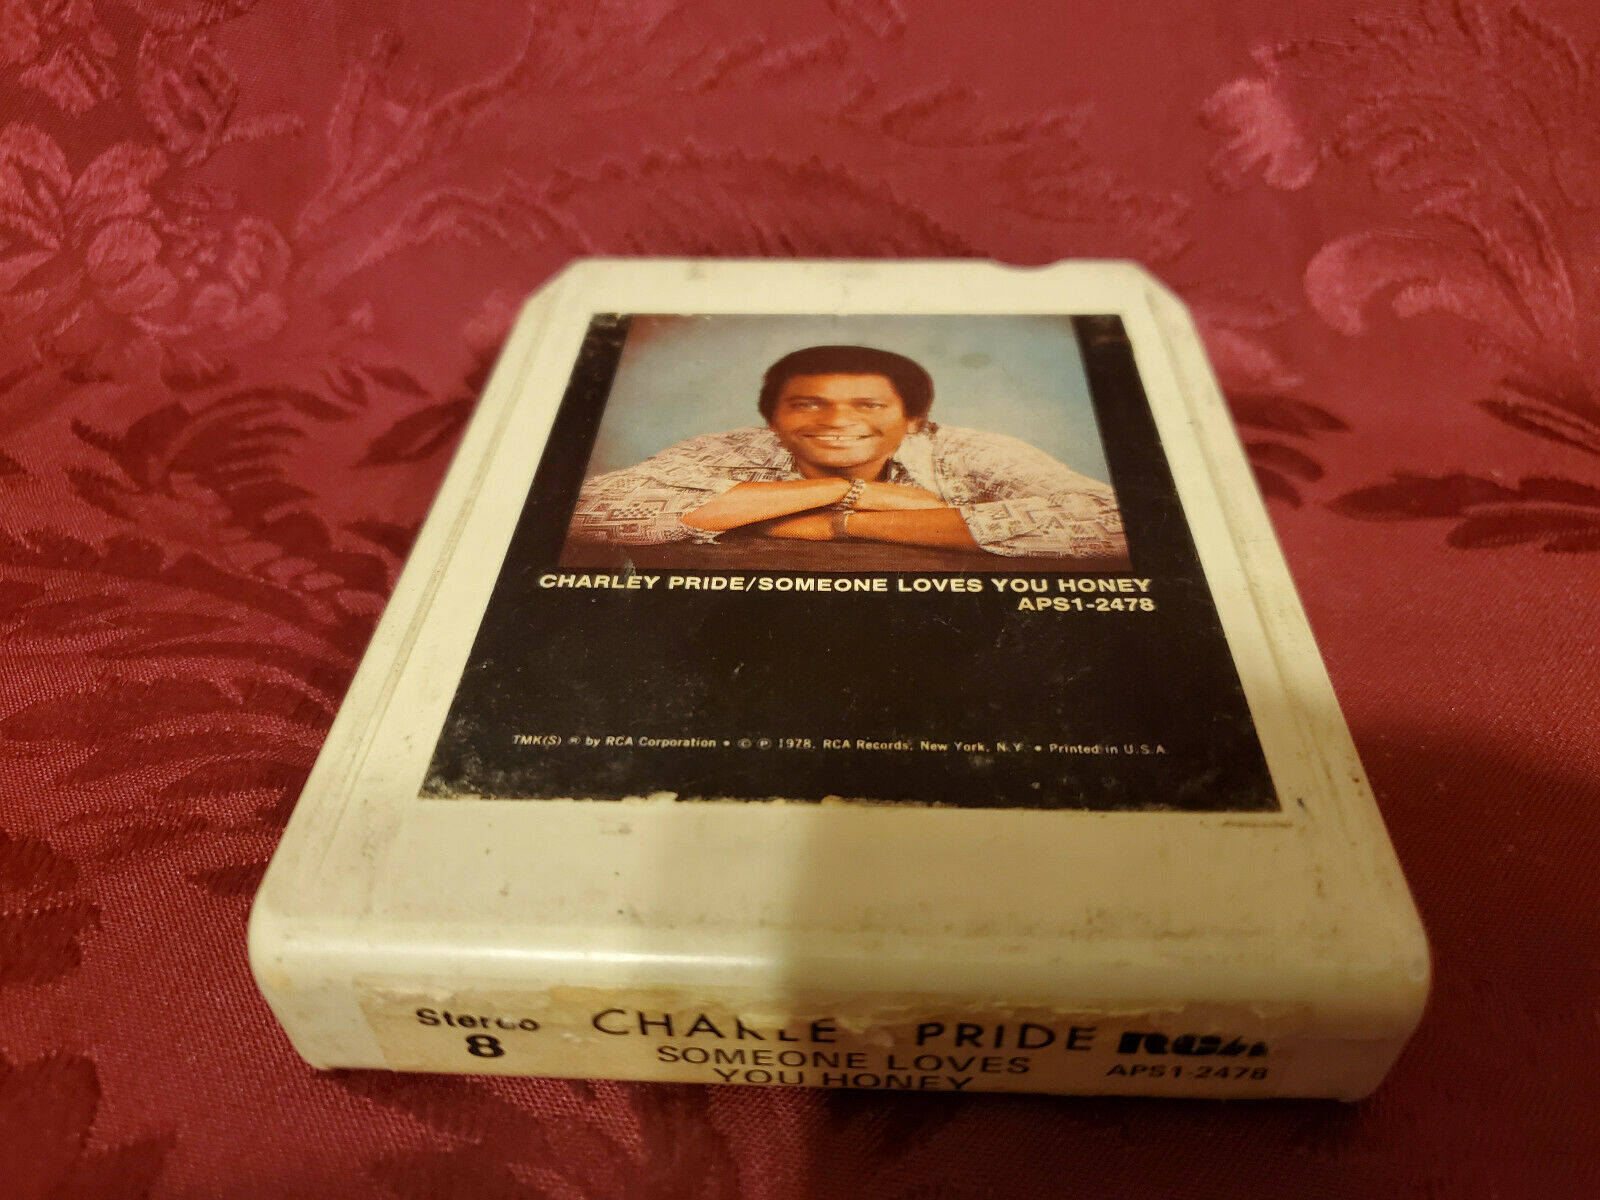 CHARLEY PRIDE/SOMEONE LOVES YOU HONEY
APS1-2478
TMK(S) ® by RCA Corporation • © ℗ 1978, RCA Records, New York, N.Y. • Printed in U.S.A.
Stereo
8
CHARLE PRIDE
RCA
SOMEONE LOVES
YOU HONEY
APS1-2478